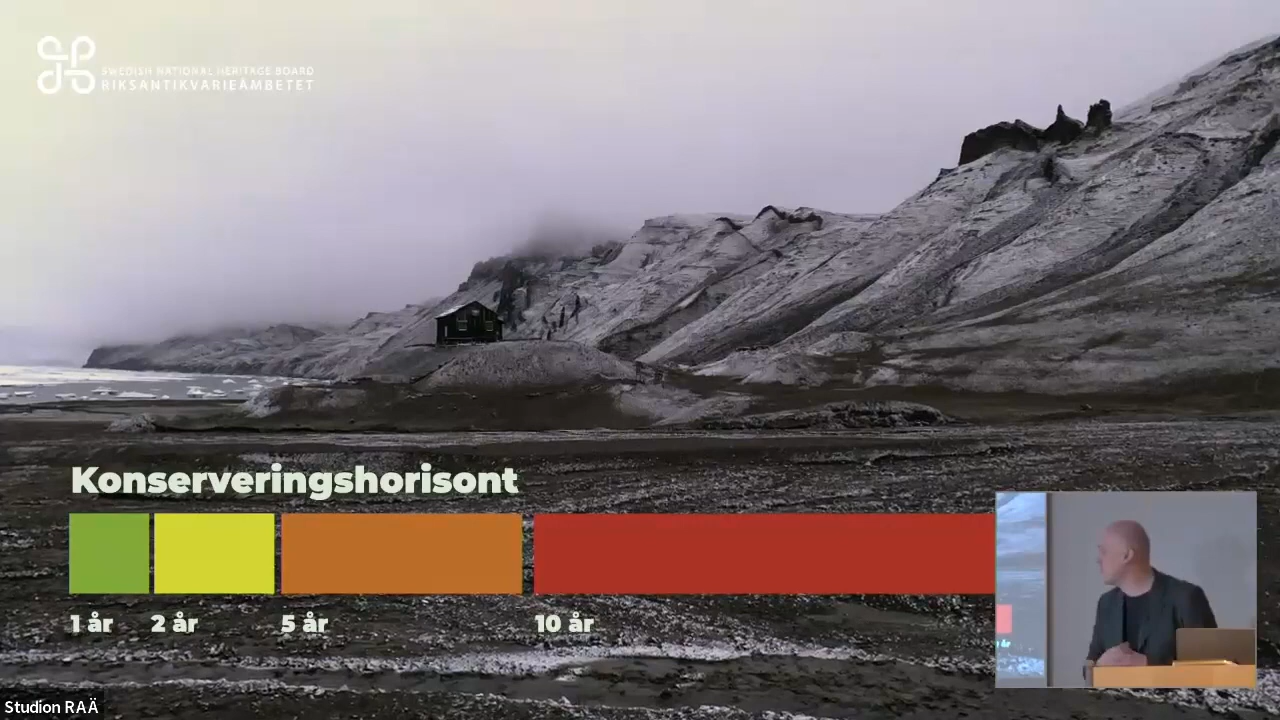 SWEDISH NATIONAL HERITAGE BOARD
RIKSANTIKVARIEÄMBETET
Konserveringshorisont
1 år
2 år
5 år
10 år
Studion RAÄ